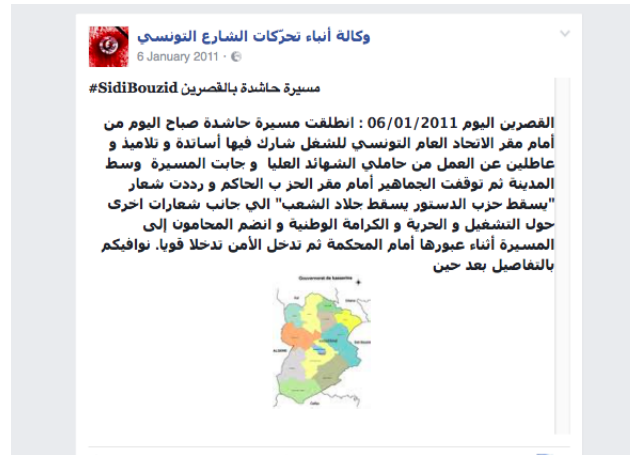 وكالة أنباء تحرّكات الشارع التونسي
6 January 2011
مسيرة حاشدة بالقصرين SidiBouzid#
القصرين اليوم 06/01/2011 : انطلقت مسيرة حاشدة صباح اليوم من
أمام مقر الاتحاد العام التونسي للشغل شارك فيها أساتدة و تلاميذ و
عاطلين عن العمل من حاملي الشهائد العليا و جابت المسيرة وسط
المدينة ثم توقفت الجماهير أمام مقر الحز ب الحاكم و رددت شعار
"يسقط حزب الدستور يسقط جلاد الشعب" الي جانب شعارات اخرى
حول التشغيل و الحرية و الكرامة الوطنية و انضم المحامون إلى
المسيرة أثناء عبورها أمام المحكمة ثم تدخل الأمن تدخلا قويا. نوافيكم
بالتفاصيل بعد حين
Gouvernorat de kasserine